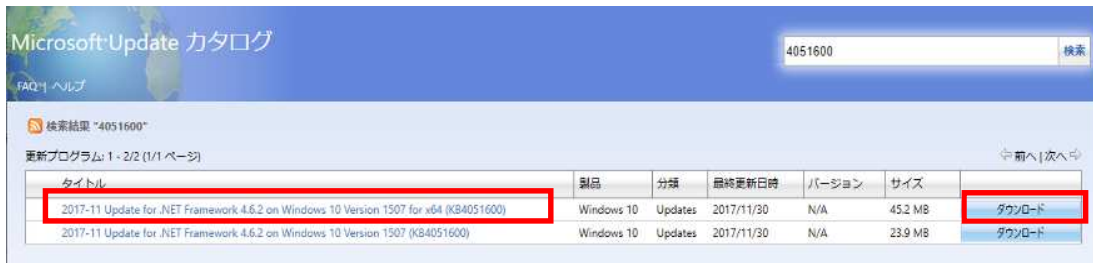 Microsoft®Update カタログ
4051600 検索
FAQ | ヘルプ
検索結果 "4051600"
更新プログラム: 1 - 2/2 (1/1 ページ) 前へ | 次へ
タイトル 製品 分類 最終更新日時 バージョン サイズ
2017-11 Update for .NET Framework 4.6.2 on Windows 10 Version 1507 for x64 (KB4051600) Windows 10 Updates 2017/11/30 N/A 45.2 MB ダウンロード
2017-11 Update for .NET Framework 4.6.2 on Windows 10 Version 1507 (KB4051600) Windows 10 Updates 2017/11/30 N/A 23.9 MB ダウンロード